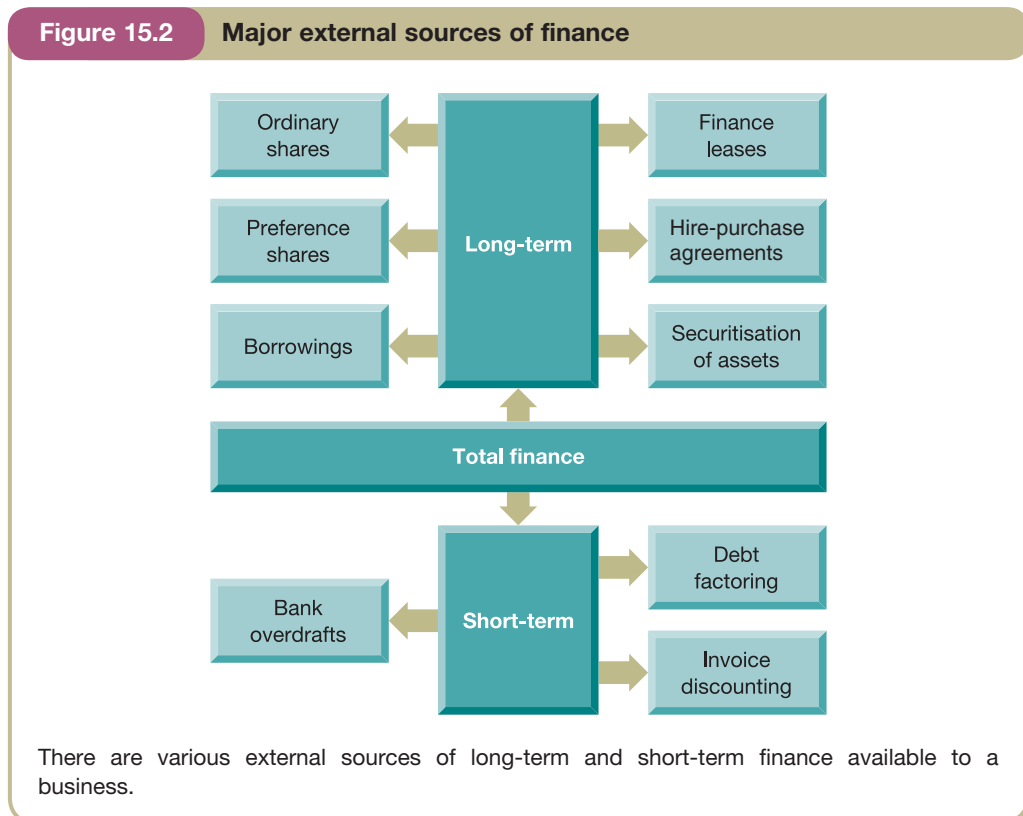 Figure 15.2 Major external sources of finance
Ordinary
shares
Finance
leases
Preference
shares
Long-term
Hire-purchase
agreements
Borrowings
Securitisation
of assets
Total finance
Bank
overdrafts
Short-term
Debt
factoring
Invoice
discounting
There are various external sources of long-term and short-term finance available to a
business.